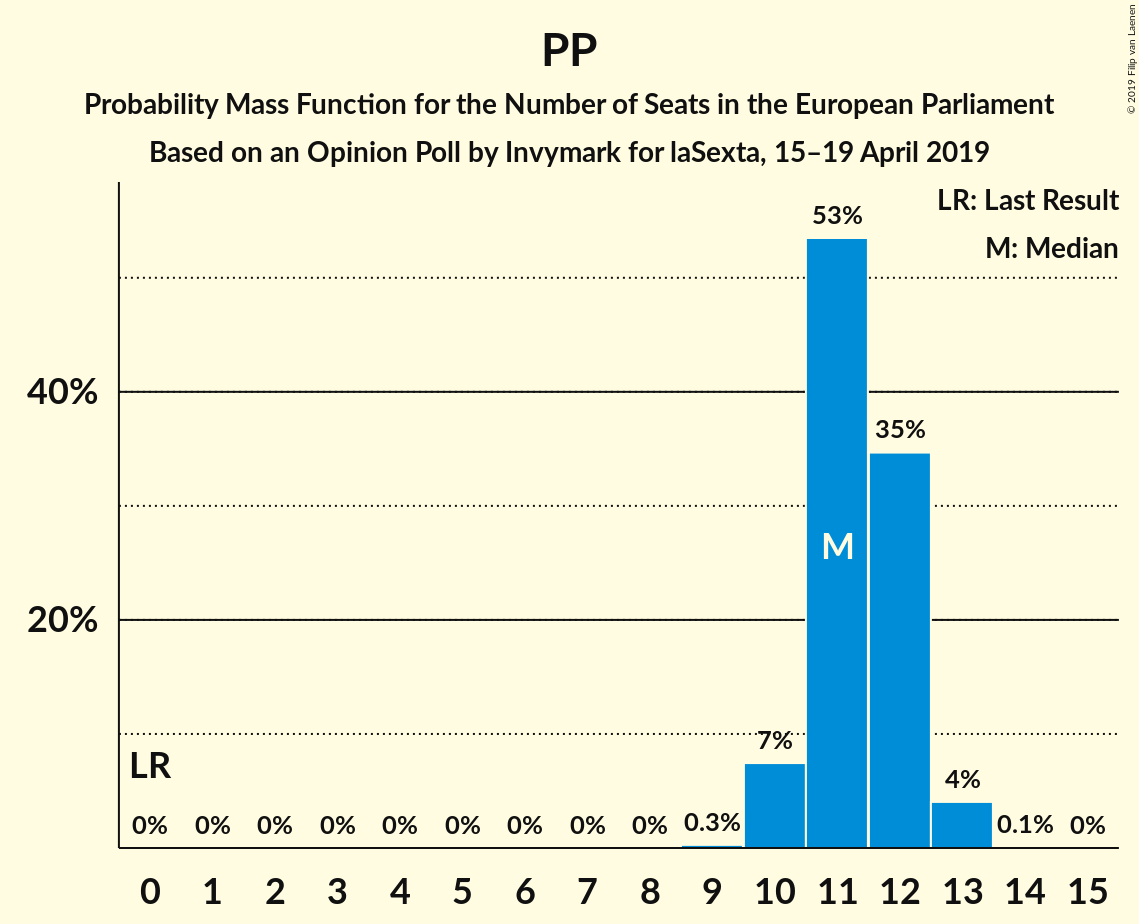 PP
Probability Mass Function for the Number of Seats in the European Parliament
Based on an Opinion Poll by Invymark for laSexta, 15–19 April 2019
© 2019 Filip van Laenen
LR: Last Result
M: Median
53%
40%
35%
M
20%
7%
LR
4%
0% 0% 0% 0% 0% 0% 0% 0% 0% 0.3% 0.1% 0%
0 1 2 3 4 5 6 7 8 9 10 11 12 13 14 15